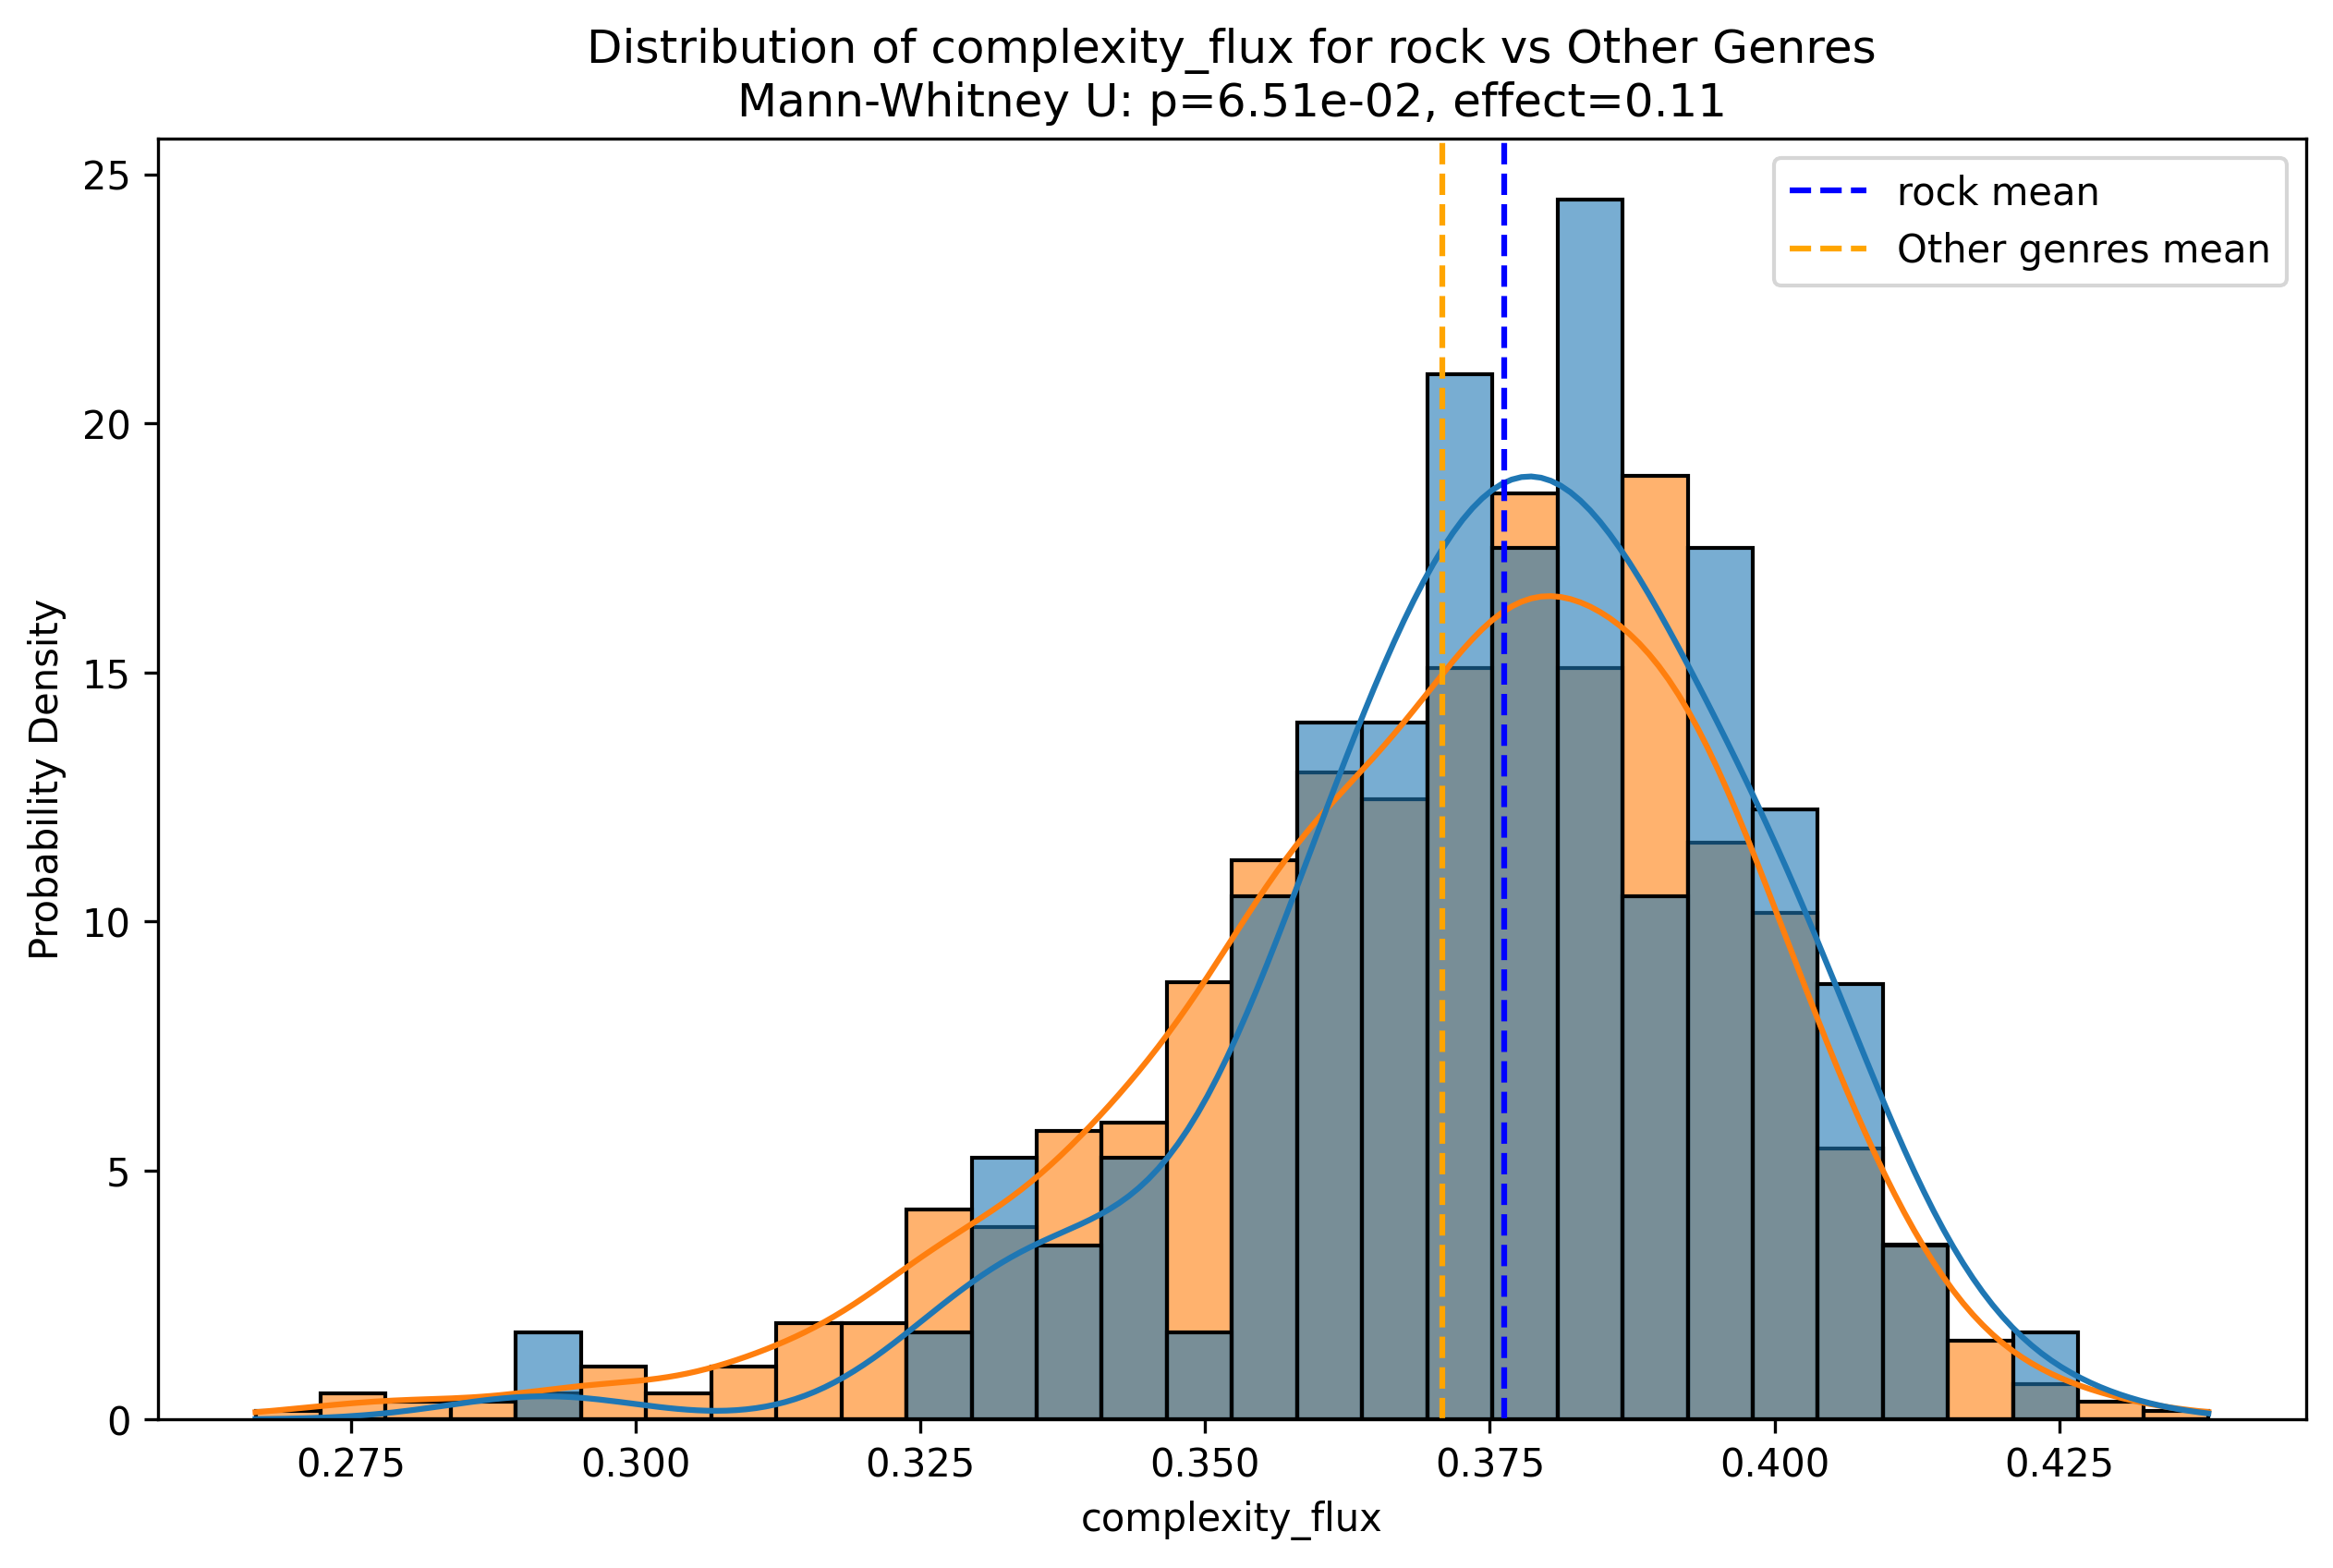 Distribution of complexity_flux for rock vs Other Genres
Mann-Whitney U: p=6.51e-02, effect=0.11
rock mean
Other genres mean
Probability Density
25
20
15
10
5
0
0.275 0.300 0.325 0.350 0.375 0.400 0.425
complexity_flux